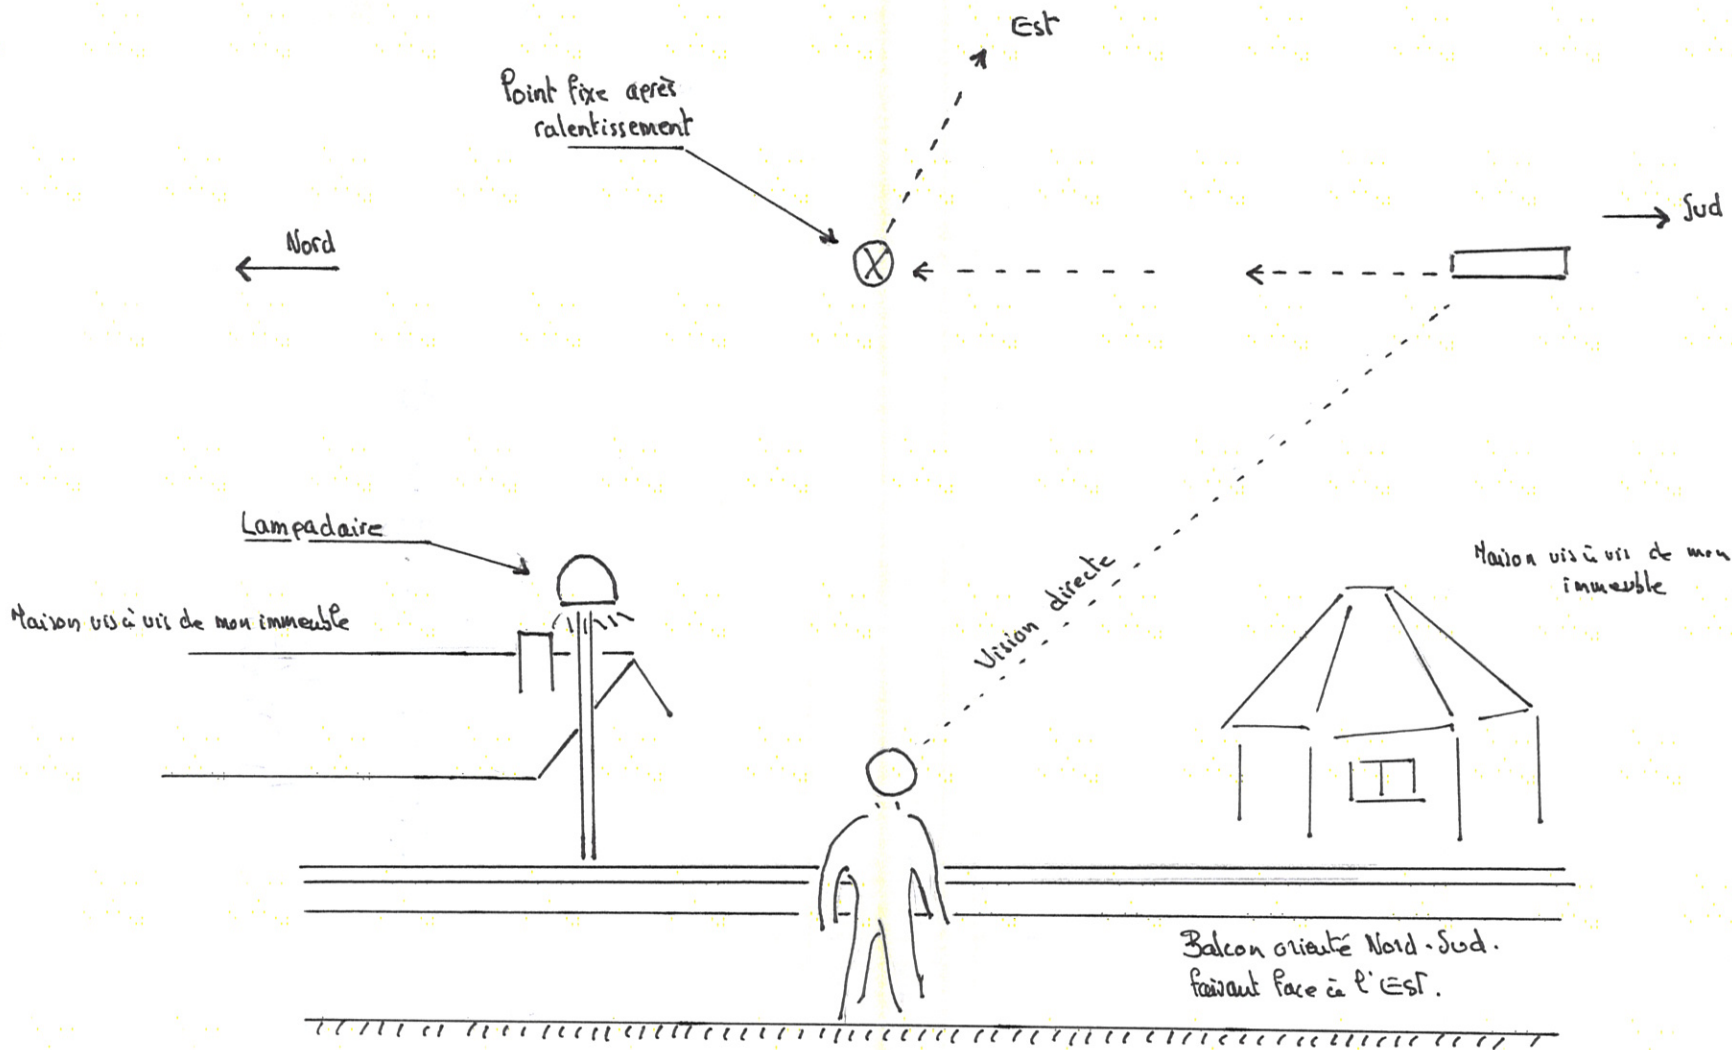 Est
Point fixe après
ralentissement
Sud
Nord
Lampadaire
Maison vis à vis de mon
immeuble
Maison vis à vis de mon immeuble
Vision directe
Balcon orienté Nord-Sud.
faisant face à l'Est.